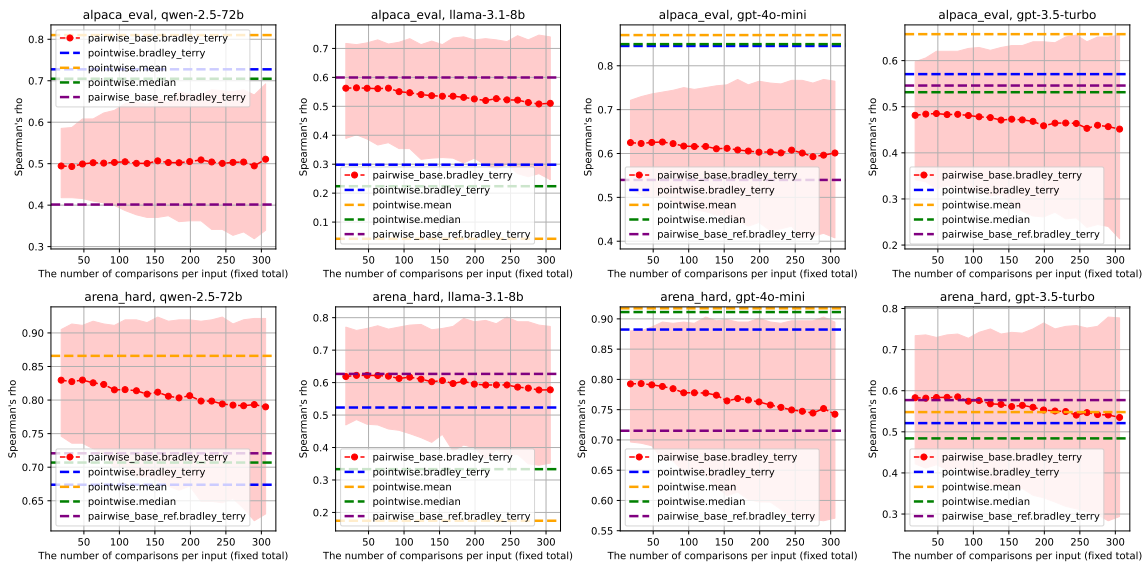 alpaca_eval, qwen-2.5-72b
0.8
0.7
0.6
0.5
0.4
0.3
Spearman's rho
pairwise_base.bradley_terry
pointwise.bradley_terry
pointwise.mean
pointwise.median
pairwise_base_ref.bradley_terry
50 100 150 200 250 300
The number of comparisons per input (fixed total)
alpaca_eval, llama-3.1-8b
0.7
0.6
0.5
0.4
0.3
0.2
0.1
Spearman's rho
pairwise_base.bradley_terry
pointwise.bradley_terry
pointwise.mean
pointwise.median
pairwise_base_ref.bradley_terry
50 100 150 200 250 300
The number of comparisons per input (fixed total)
alpaca_eval, gpt-4o-mini
0.8
0.7
0.6
0.5
0.4
Spearman's rho
pairwise_base.bradley_terry
pointwise.bradley_terry
pointwise.mean
pointwise.median
pairwise_base_ref.bradley_terry
50 100 150 200 250 300
The number of comparisons per input (fixed total)
alpaca_eval, gpt-3.5-turbo
0.6
0.5
0.4
0.3
0.2
Spearman's rho
pairwise_base.bradley_terry
pointwise.bradley_terry
pointwise.mean
pointwise.median
pairwise_base_ref.bradley_terry
50 100 150 200 250 300
The number of comparisons per input (fixed total)
arena_hard, qwen-2.5-72b
0.90
0.85
0.80
0.75
0.70
0.65
Spearman's rho
pairwise_base.bradley_terry
pointwise.bradley_terry
pointwise.mean
pointwise.median
pairwise_base_ref.bradley_terry
50 100 150 200 250 300
The number of comparisons per input (fixed total)
arena_hard, llama-3.1-8b
0.8
0.7
0.6
0.5
0.4
0.3
0.2
Spearman's rho
pairwise_base.bradley_terry
pointwise.bradley_terry
pointwise.mean
pointwise.median
pairwise_base_ref.bradley_terry
50 100 150 200 250 300
The number of comparisons per input (fixed total)
arena_hard, gpt-4o-mini
0.90
0.85
0.80
0.75
0.70
0.65
0.60
0.55
Spearman's rho
pairwise_base.bradley_terry
pointwise.bradley_terry
pointwise.mean
pointwise.median
pairwise_base_ref.bradley_terry
50 100 150 200 250 300
The number of comparisons per input (fixed total)
arena_hard, gpt-3.5-turbo
0.8
0.7
0.6
0.5
0.4
0.3
Spearman's rho
pairwise_base.bradley_terry
pointwise.bradley_terry
pointwise.mean
pointwise.median
pairwise_base_ref.bradley_terry
50 100 150 200 250 300
The number of comparisons per input (fixed total)